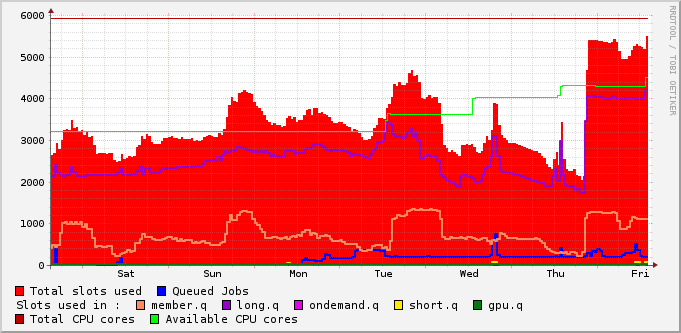 RRDTOOL / TOBI OETIKER
6000
5000
4000
3000
2000
1000
0
Sat Sun Mon Tue Wed Thu Fri
Total slots used Queued Jobs
Slots used in : member.q long.q ondemand.q short.q gpu.q
Total CPU cores Available CPU cores